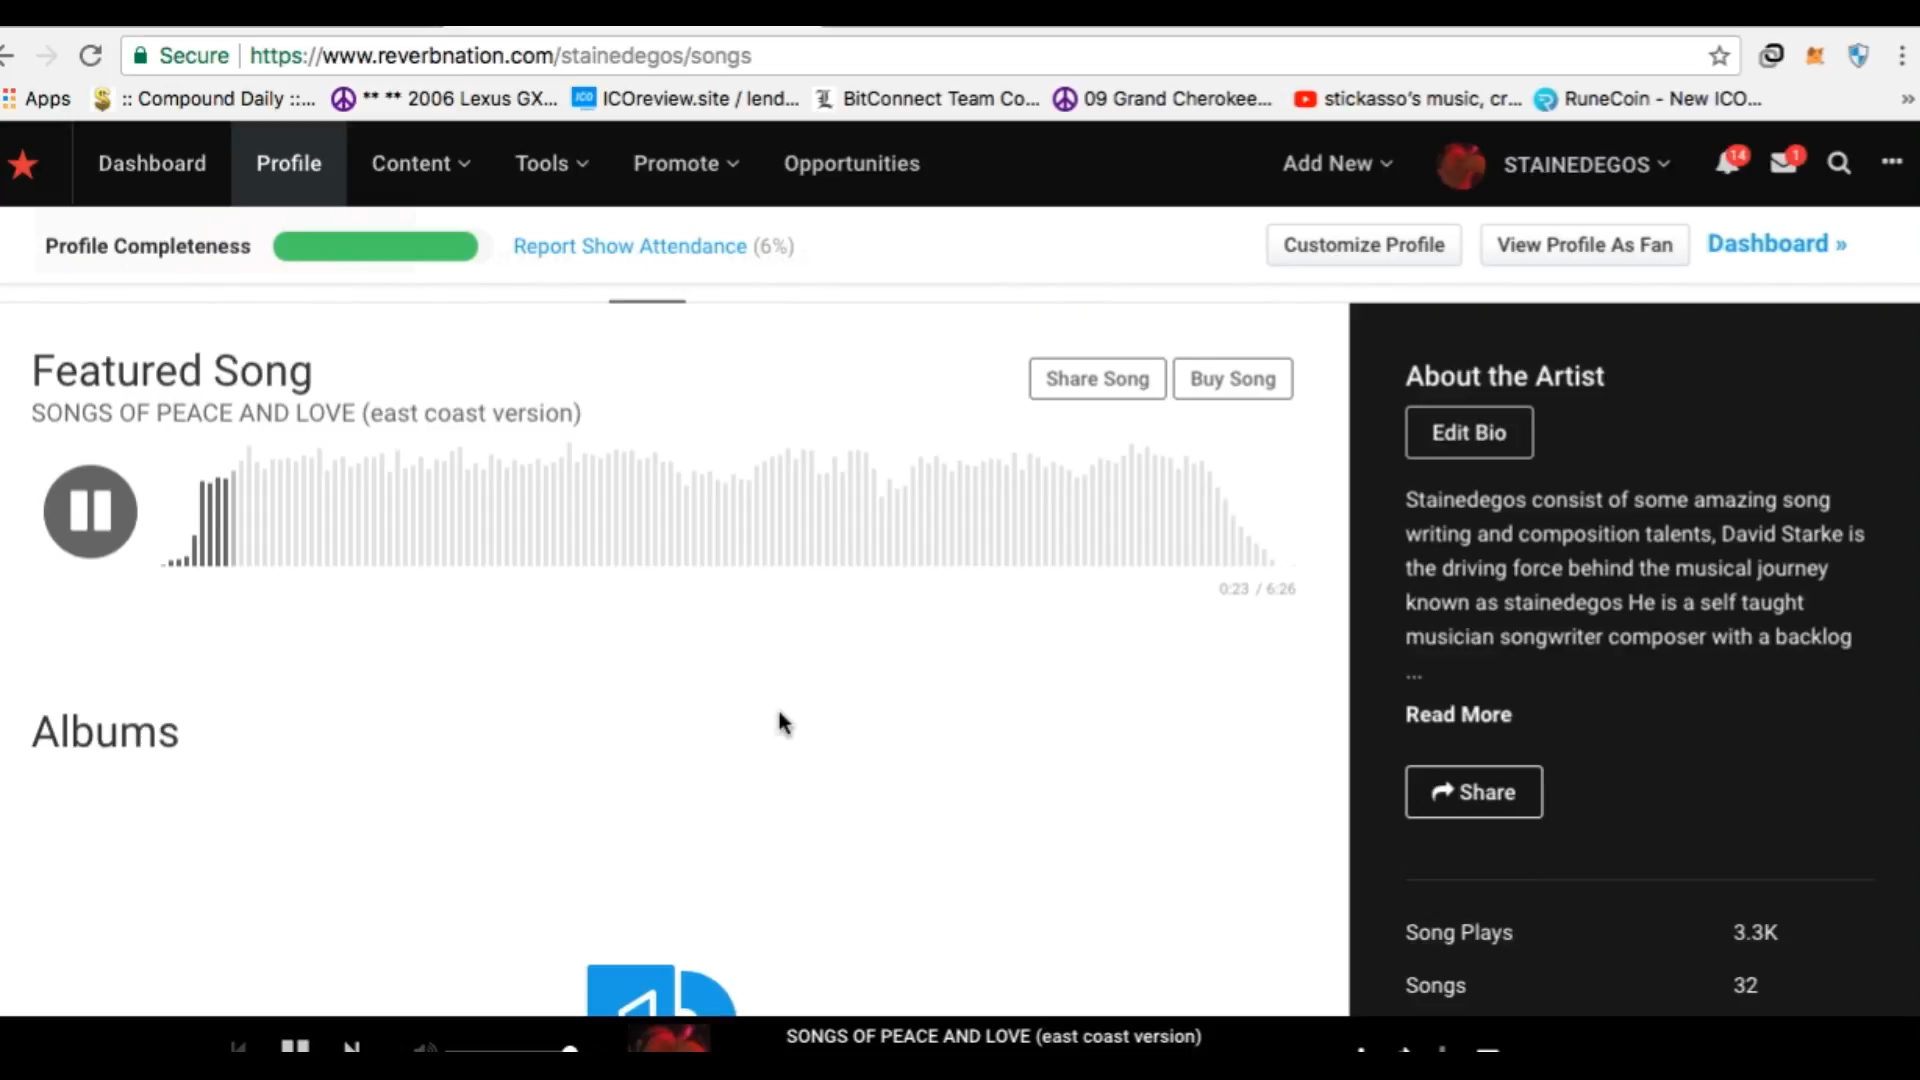 Secure https://www.reverbnation.com/stainedegos/songs
Apps :: Compound Daily ::... ** ** 2006 Lexus GX... ICO ICOreview.site / lend... BitConnect Team Co... 09 Grand Cherokee... stickasso's music, cr... RuneCoin - New ICO... »
Dashboard Profile Content Tools Promote Opportunities Add New STAINEDEGOS 14 1
Profile Completeness Report Show Attendance (6%) Customize Profile View Profile As Fan Dashboard »
Featured Song
Share Song Buy Song
SONGS OF PEACE AND LOVE (east coast version)
0:23 / 6:26
Albums
About the Artist
Edit Bio
Stainedegos consist of some amazing song
writing and composition talents, David Starke is
the driving force behind the musical journey
known as stainedegos He is a self taught
musician songwriter composer with a backlog
...
Read More
Share
Song Plays 3.3K
Songs 32
SONGS OF PEACE AND LOVE (east coast version)